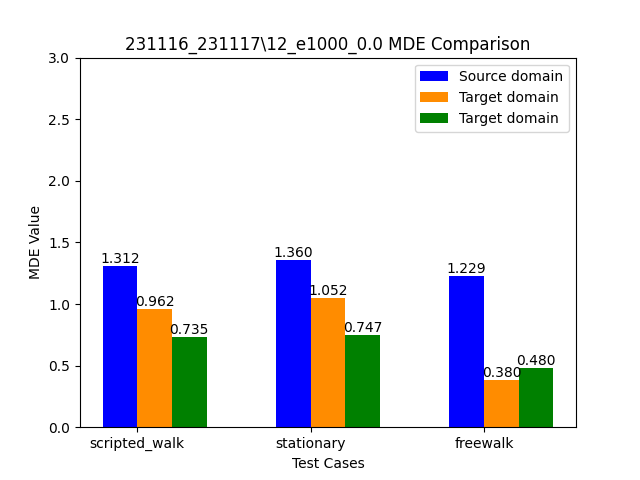 231116_231117\12_e1000_0.0 MDE Comparison
3.0
2.5
2.0
1.5
1.0
0.5
0.0
MDE Value
Source domain
Target domain
Target domain
1.312
0.962
0.735
1.360
1.052
0.747
1.229
0.380
0.480
scripted_walk
stationary
freewalk
Test Cases